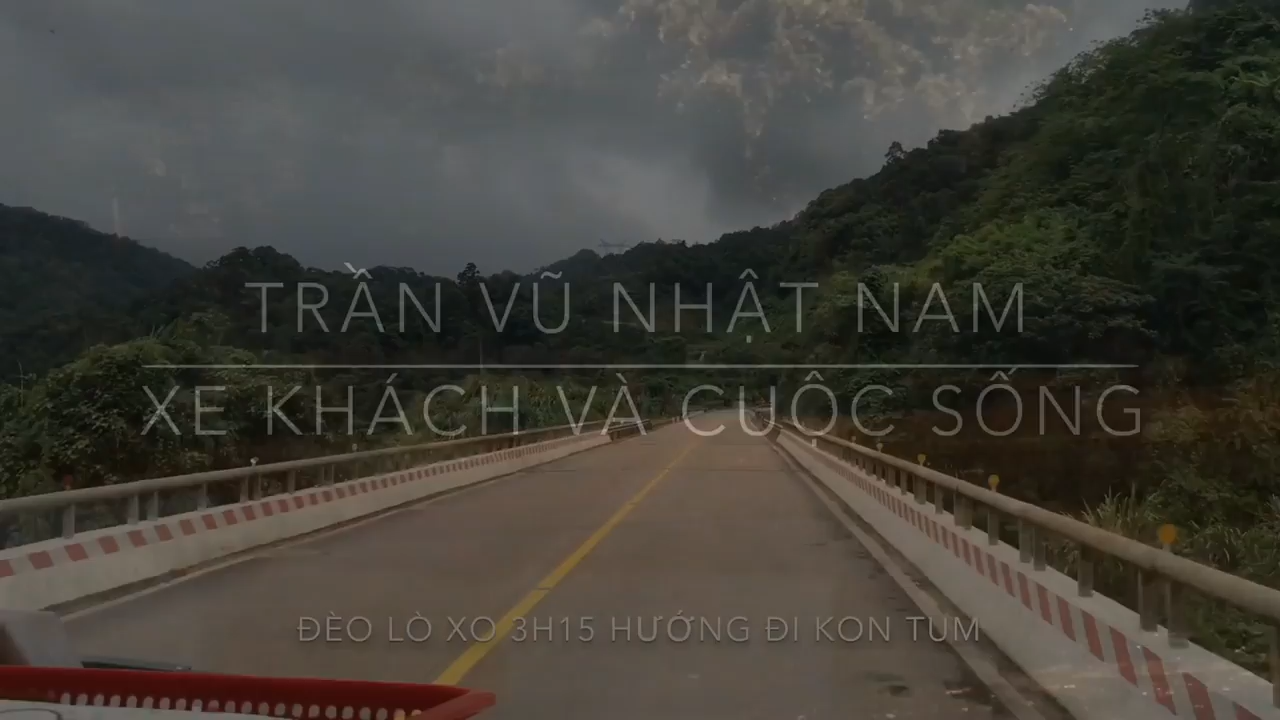 TRẦN VŨ NHẬT NAM
XE KHÁCH VÀ CUỘC SỐNG
ĐÈO LÒ XO 3H15 HƯỚNG ĐI KON TUM